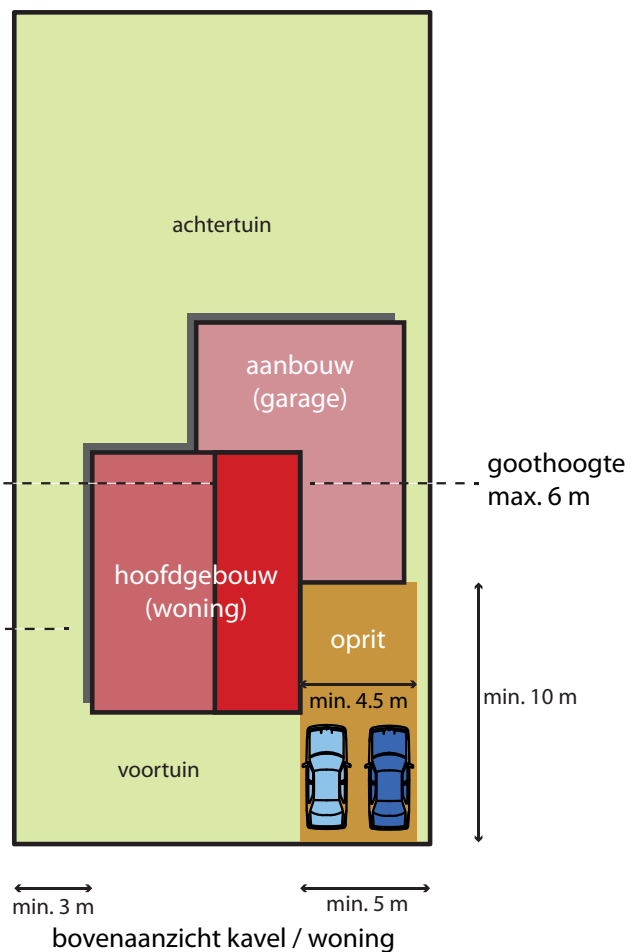 achtertuin
aanbouw
(garage)
goothoogte
max. 6 m
hoofdgebouw
(woning)
oprit
min. 4.5 m
min. 10 m
voortuin
min. 3 m
min. 5 m
bovenaanzicht kavel / woning